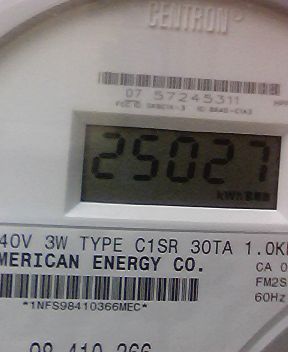 CENTRON
07 57245311
25027
kWh
40V 3W TYPE C1SR 30TA 1.0K
MERICAN ENERGY CO.
CA 0
FM2S
60Hz
*1NFS98410366MEC*
98 410 366